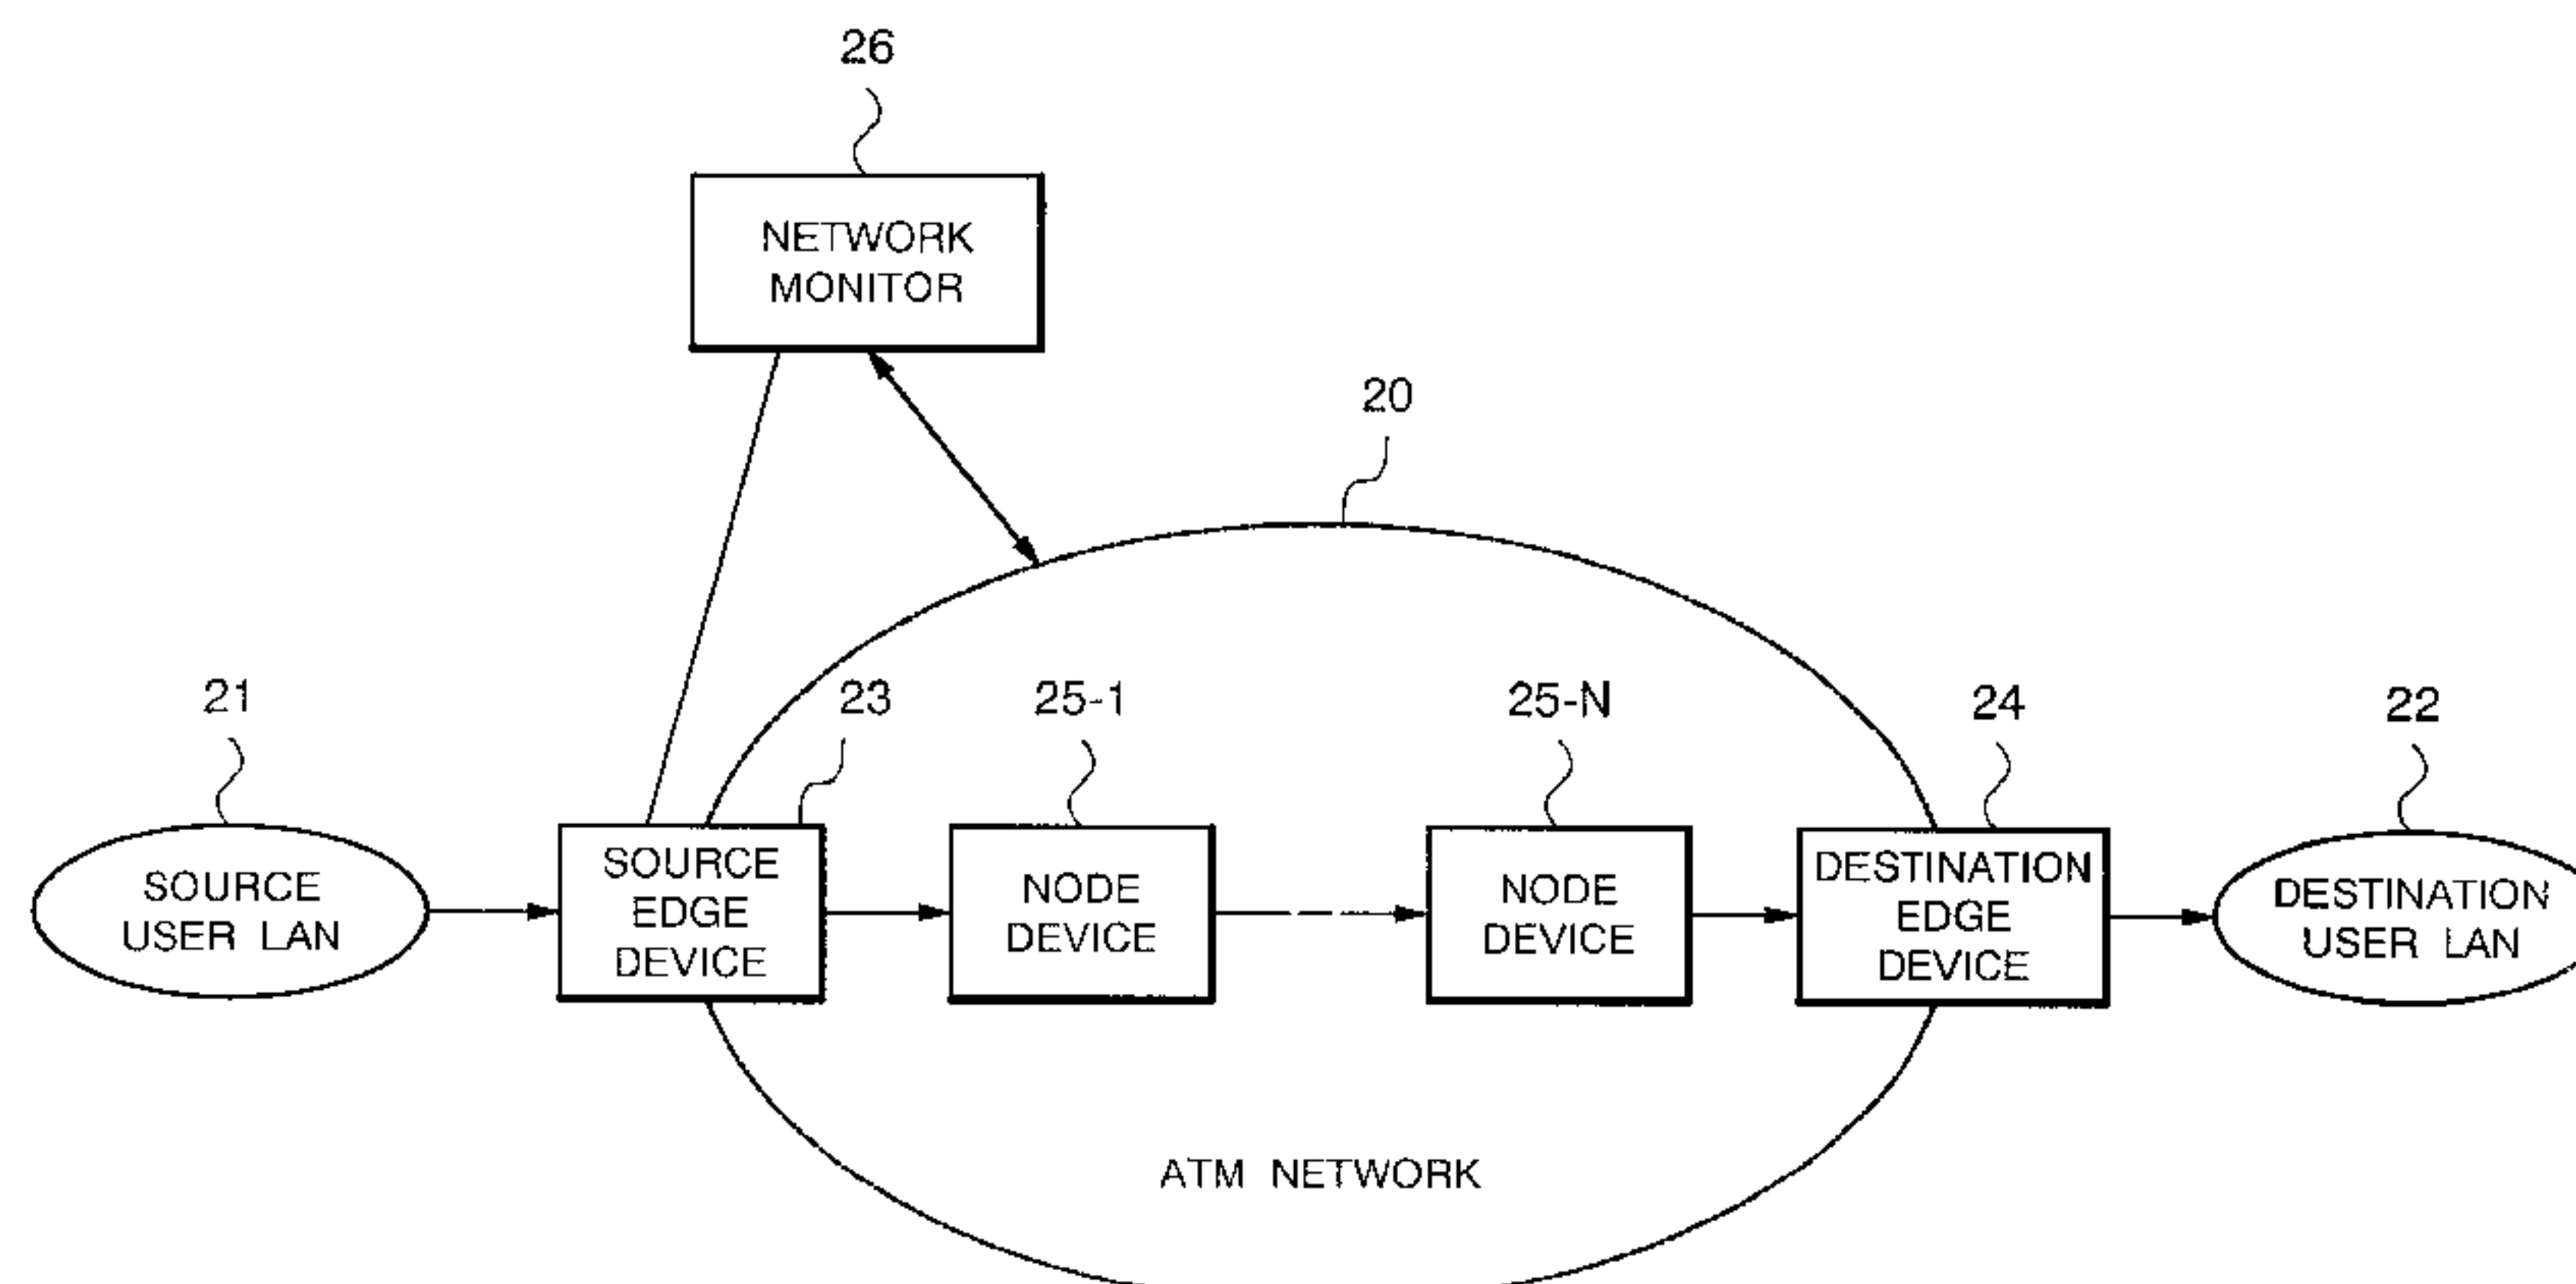 26
NETWORK
MONITOR
20
21
23
25-1
25-N
24
22
SOURCE
USER LAN
SOURCE
EDGE
DEVICE
NODE
DEVICE
NODE
DEVICE
DESTINATION
EDGE
DEVICE
DESTINATION
USER LAN
ATM NETWORK